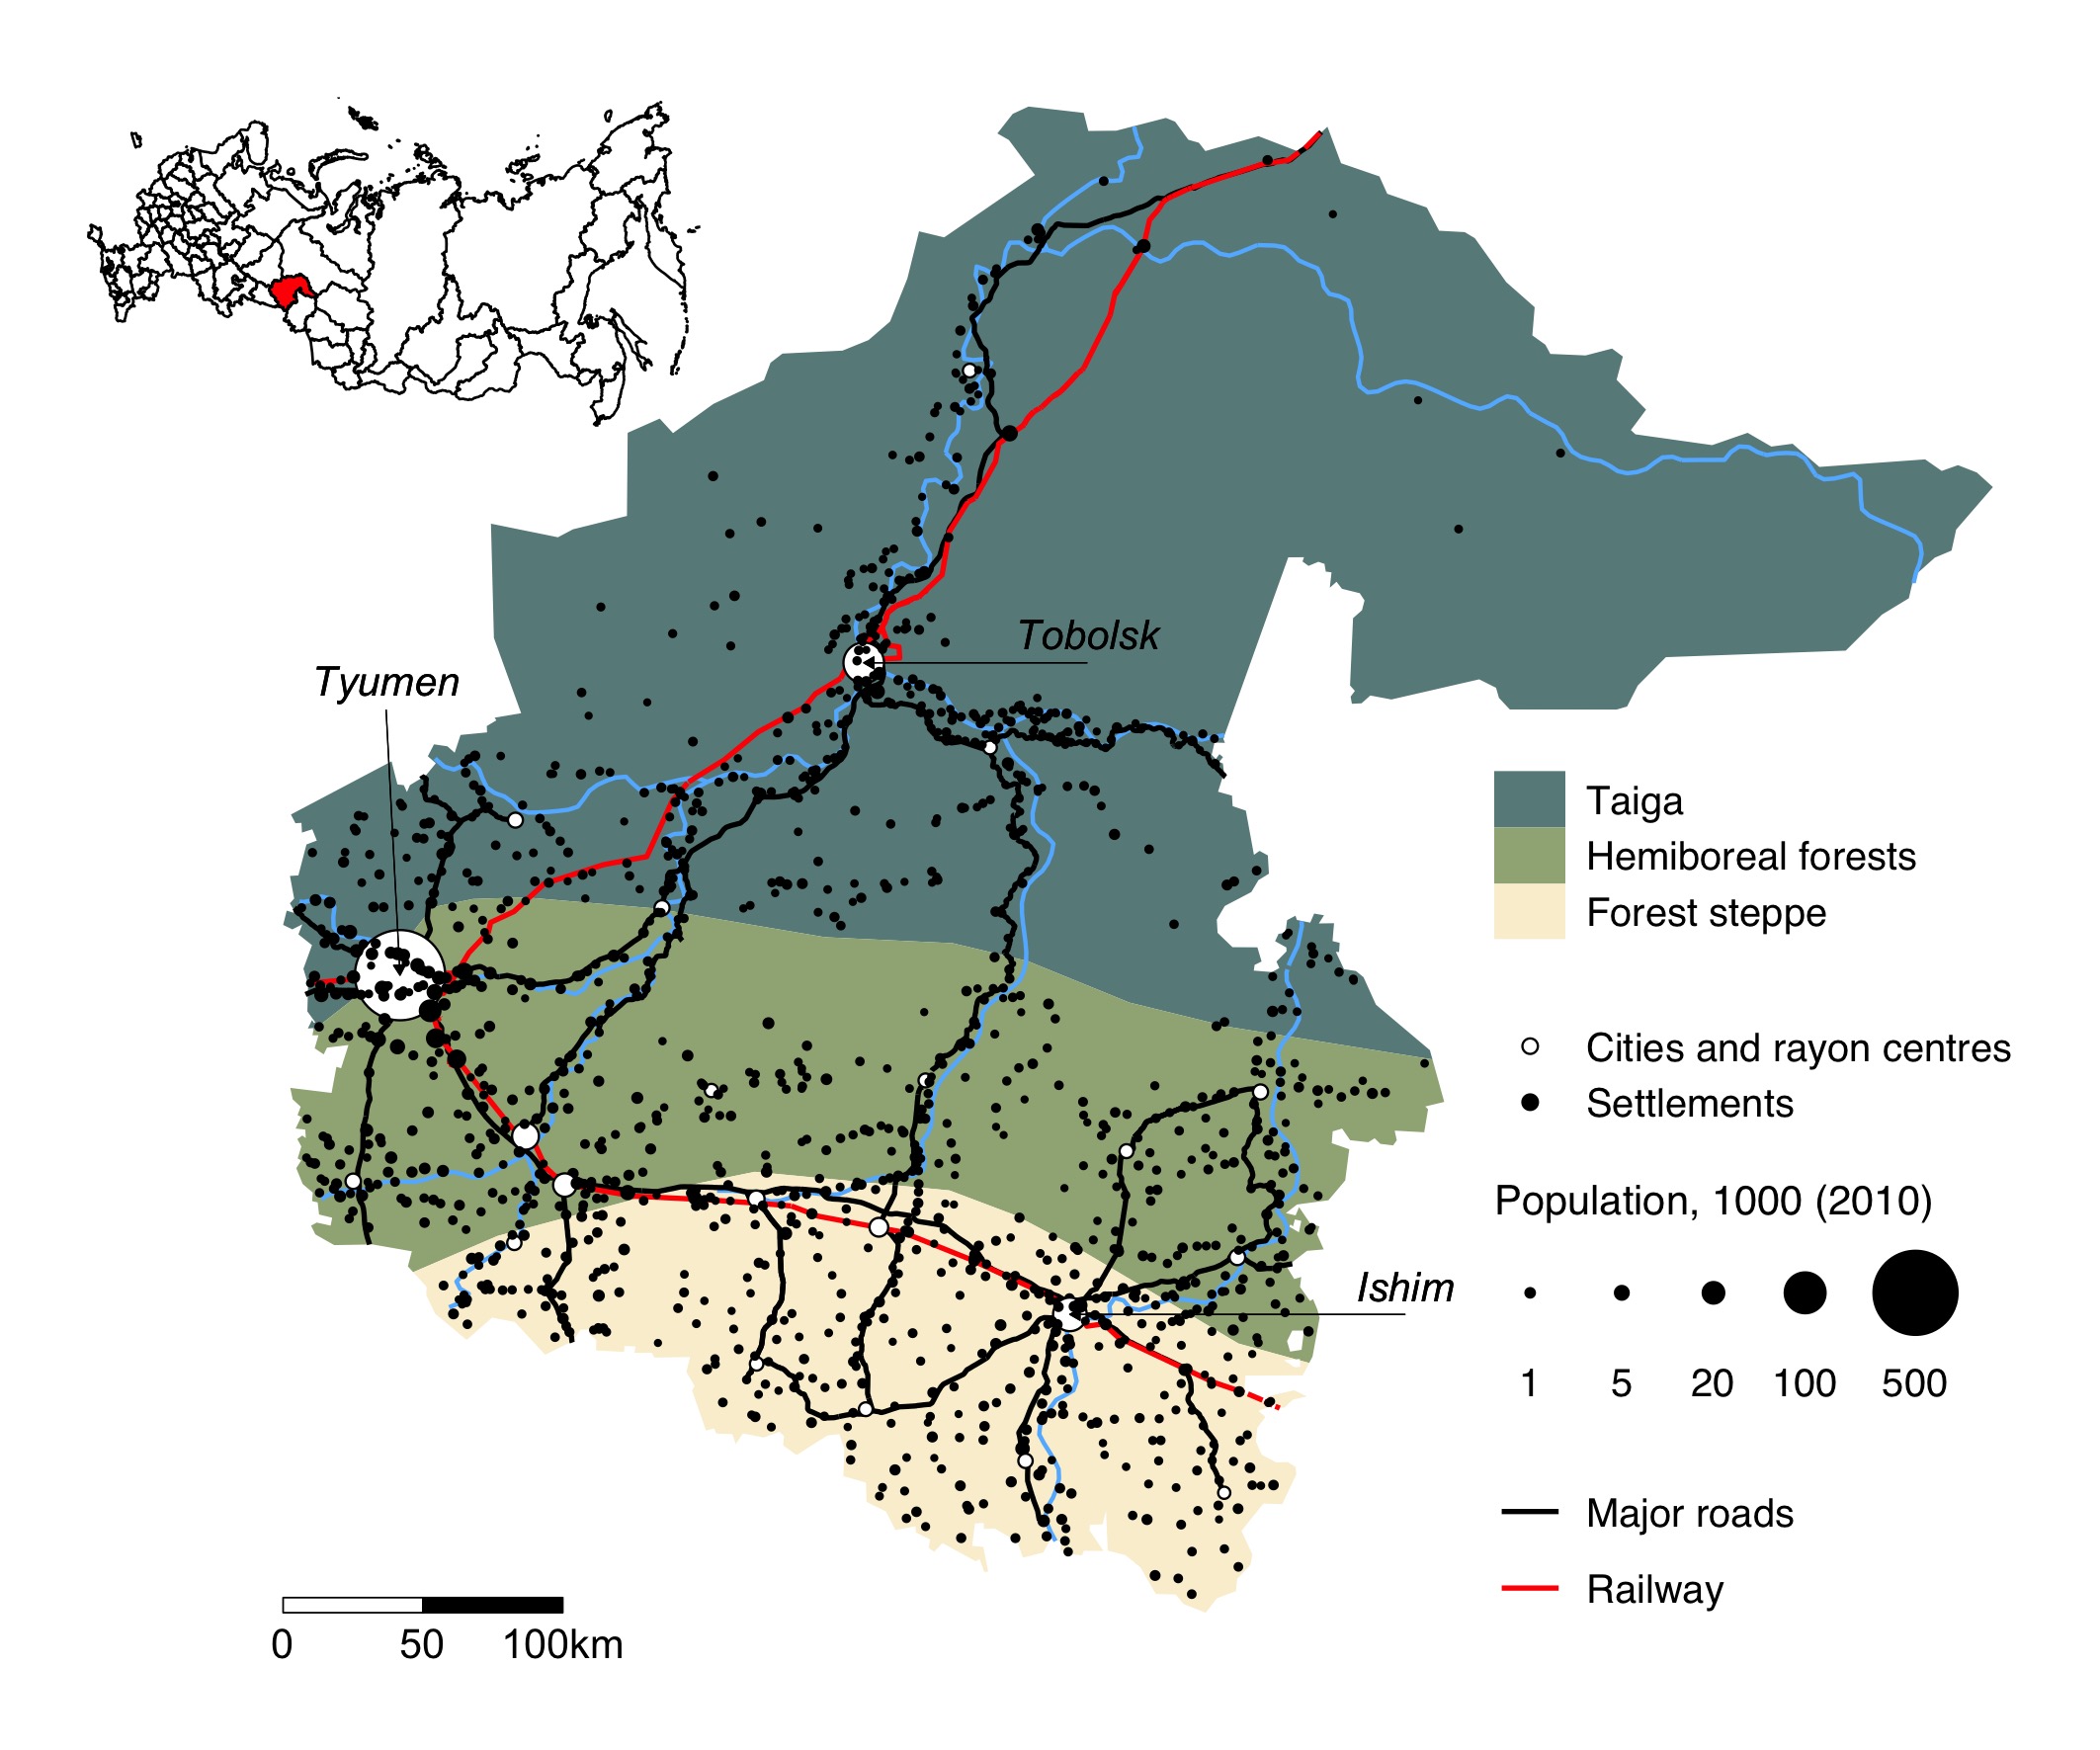 Tobolsk
Tyumen
Taiga
Hemiboreal forests
Forest steppe
Cities and rayon centres
Settlements
Population, 1000 (2010)
Ishim
1 5 20 100 500
Major roads
Railway
0 50 100km